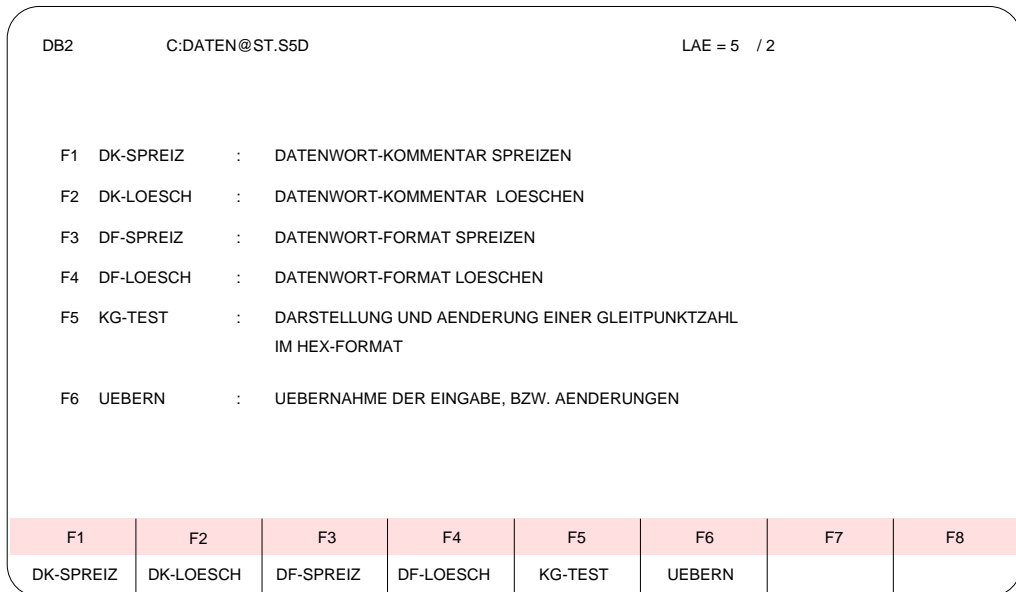 DB2 C:DATEN@ST.S5D LAE = 5 / 2
F1 DK-SPREIZ : DATENWORT-KOMMENTAR SPREIZEN
F2 DK-LOESCH : DATENWORT-KOMMENTAR LOESCHEN
F3 DF-SPREIZ : DATENWORT-FORMAT SPREIZEN
F4 DF-LOESCH : DATENWORT-FORMAT LOESCHEN
F5 KG-TEST : DARSTELLUNG UND AENDERUNG EINER GLEITPUNKTZAHL
IM HEX-FORMAT
F6 UEBERN : UEBERNAHME DER EINGABE, BZW. AENDERUNGEN
F1 F2 F3 F4 F5 F6 F7 F8
DK-SPREIZ DK-LOESCH DF-SPREIZ DF-LOESCH KG-TEST UEBERN